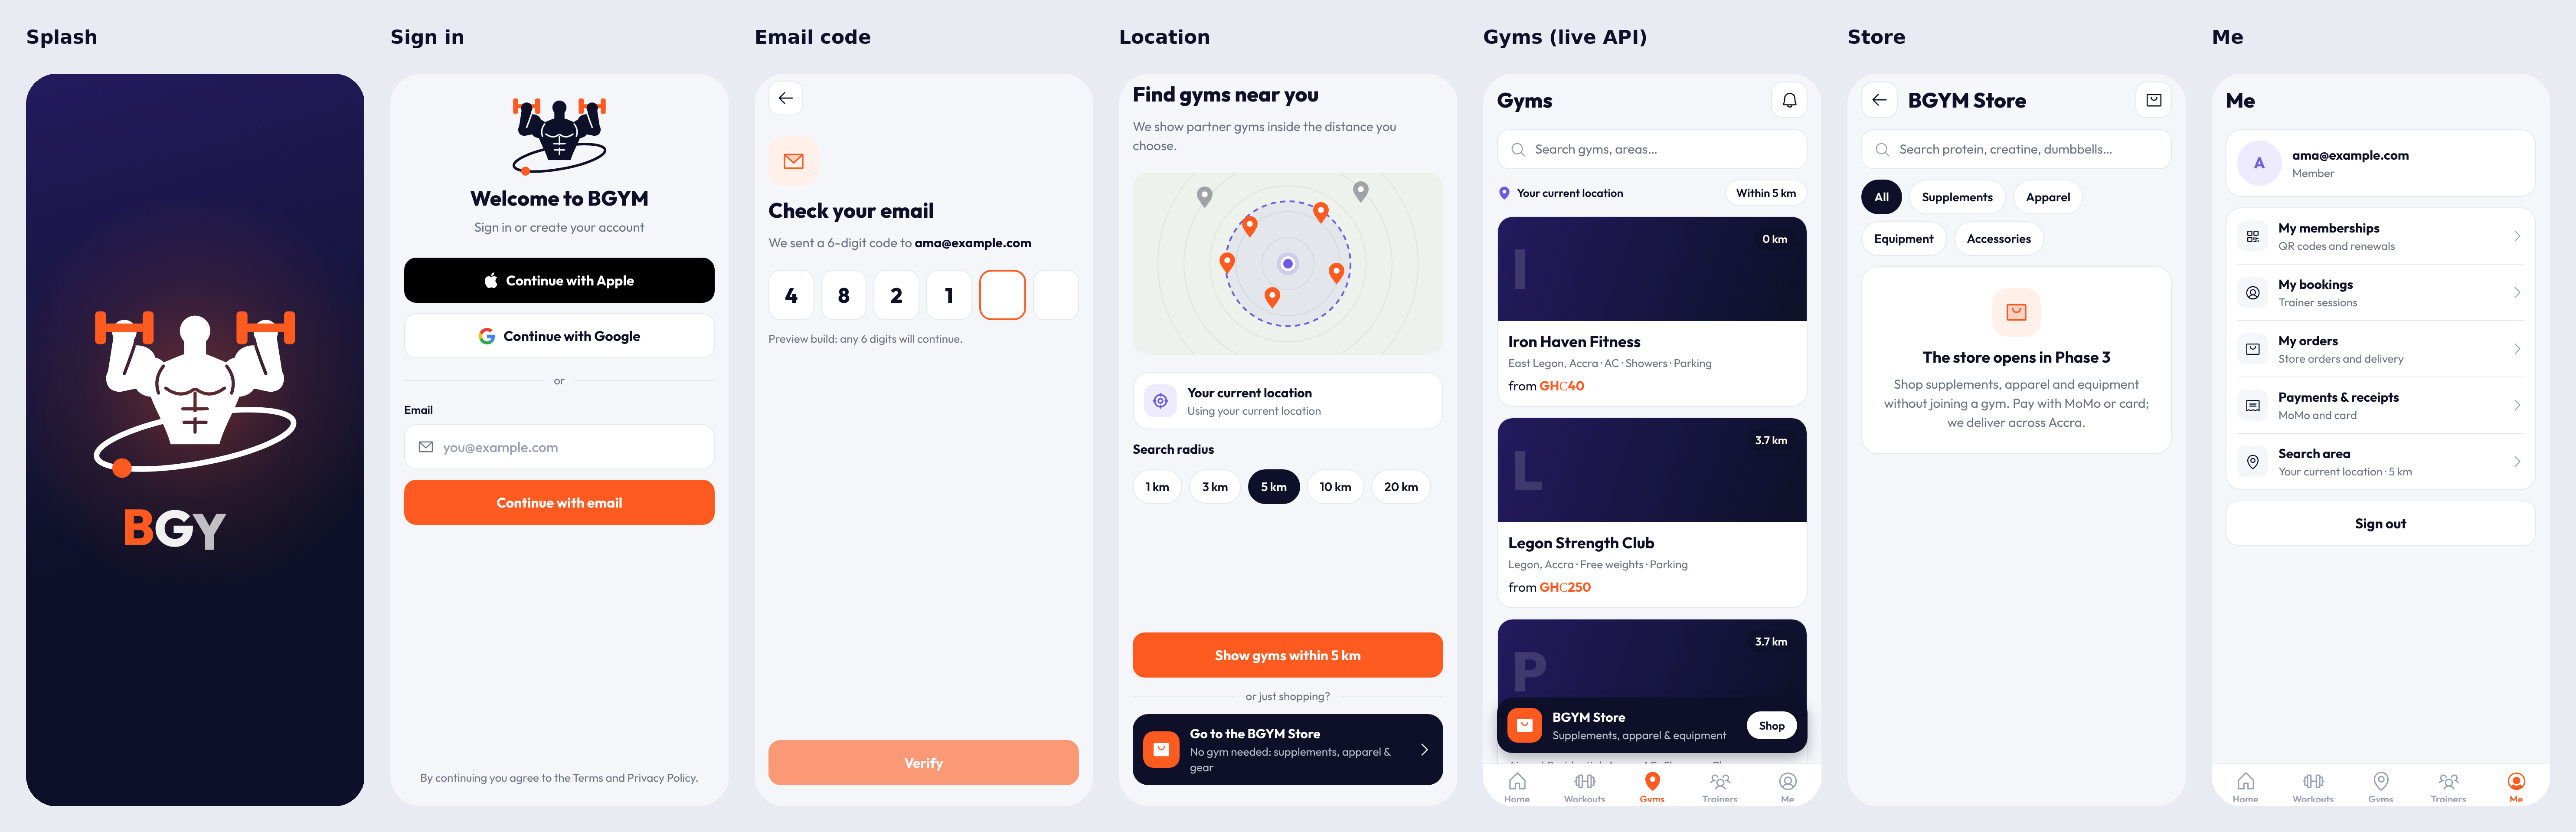 Splash
BGY
Sign in
Welcome to BGYM
Sign in or create your account
Continue with Apple
Continue with Google
or
Email
you@example.com
Continue with email
By continuing you agree to the Terms and Privacy Policy.
Email code
Check your email
We sent a 6-digit code to ama@example.com
4 8 2 1
Preview build: any 6 digits will continue.
Verify
Location
Find gyms near you
We show partner gyms inside the distance you
choose.
Your current location
Using your current location
Search radius
1 km 3 km 5 km 10 km 20 km
Show gyms within 5 km
or just shopping?
Go to the BGYM Store
No gym needed: supplements, apparel &
gear
Gyms (live API)
Gyms
Search gyms, areas...
Your current location Within 5 km
0 km
I
Iron Haven Fitness
East Legon, Accra · AC · Showers · Parking
from GH₵40
3.7 km
L
Legon Strength Club
Legon, Accra · Free weights · Parking
from GH₵250
3.7 km
P
BGYM Store
Supplements, apparel & equipment
Shop
Home Workouts Gyms Trainers Me
Store
BGYM Store
Search protein, creatine, dumbbells...
All Supplements Apparel
Equipment Accessories
The store opens in Phase 3
Shop supplements, apparel and equipment
without joining a gym. Pay with MoMo or card;
we deliver across Accra.
Me
Me
A
ama@example.com
Member
My memberships
QR codes and renewals
My bookings
Trainer sessions
My orders
Store orders and delivery
Payments & receipts
MoMo and card
Search area
Your current location · 5 km
Sign out
Home Workouts Gyms Trainers Me